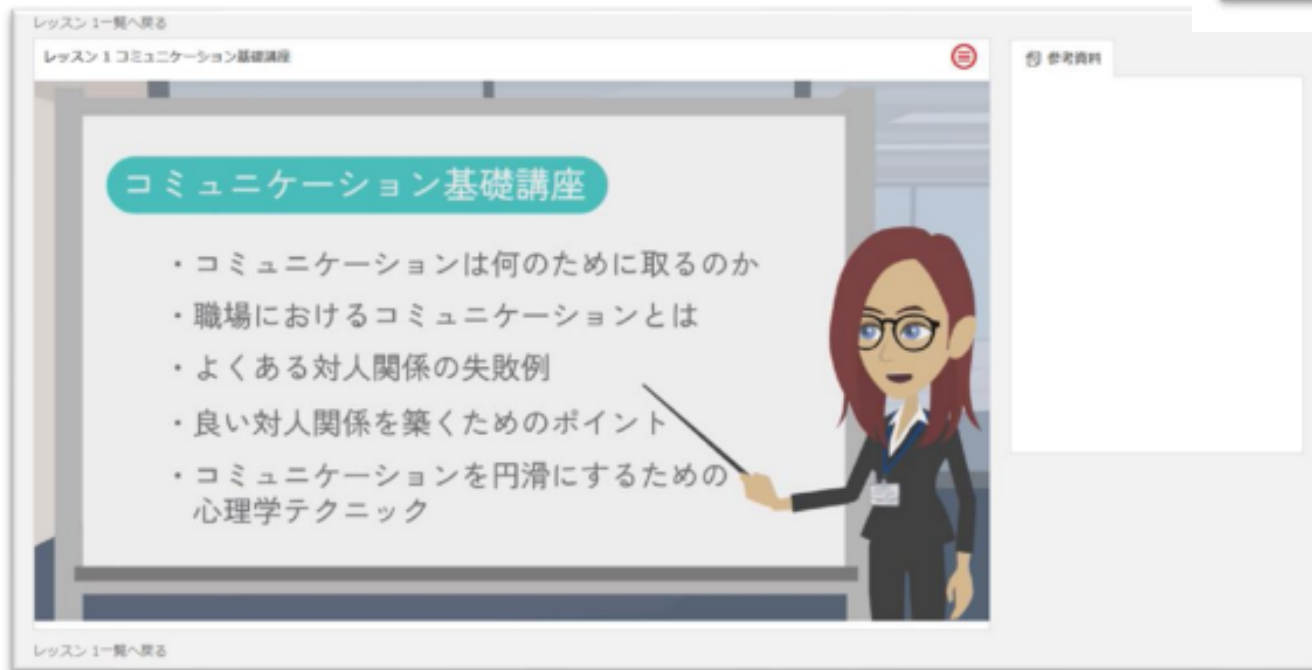 レッスン 1一覧へ戻る
レッスン 1 コミュニケーション基礎講座
参考資料
コミュニケーション基礎講座
・コミュニケーションは何のために取るのか
・職場におけるコミュニケーションとは
・よくある対人関係の失敗例
・良い対人関係を築くためのポイント
・コミュニケーションを円滑にするための
心理学テクニック
レッスン 1一覧へ戻る